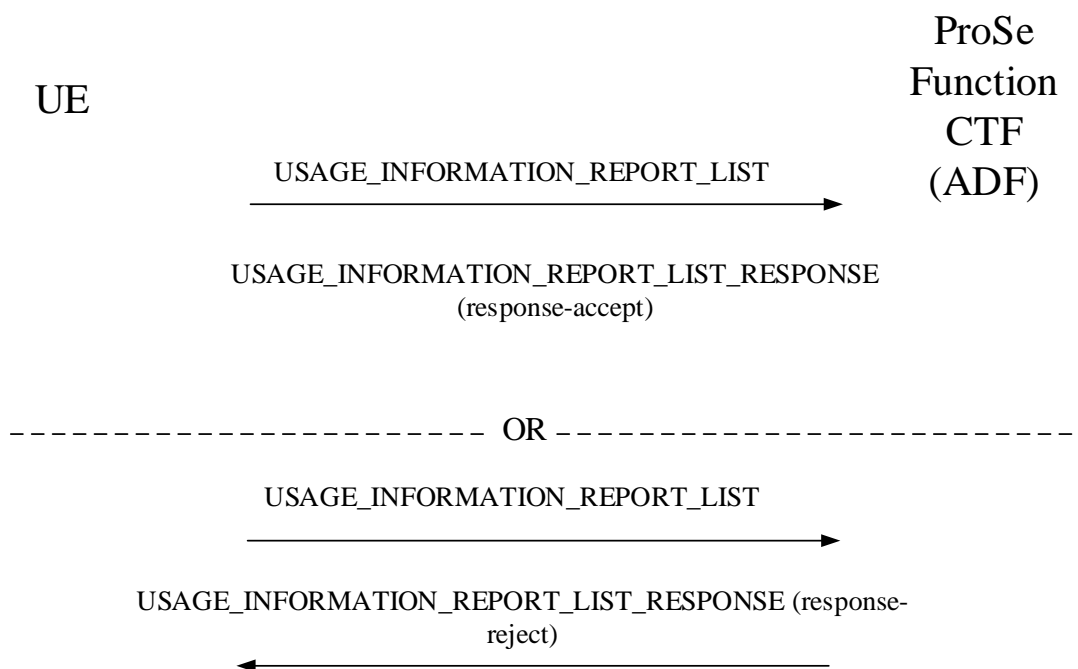 UE
ProSe
Function
CTF
(ADF)
USAGE_INFORMATION_REPORT_LIST
USAGE_INFORMATION_REPORT_LIST_RESPONSE
(response-accept)
OR
USAGE_INFORMATION_REPORT_LIST
USAGE_INFORMATION_REPORT_LIST_RESPONSE (response-
reject)